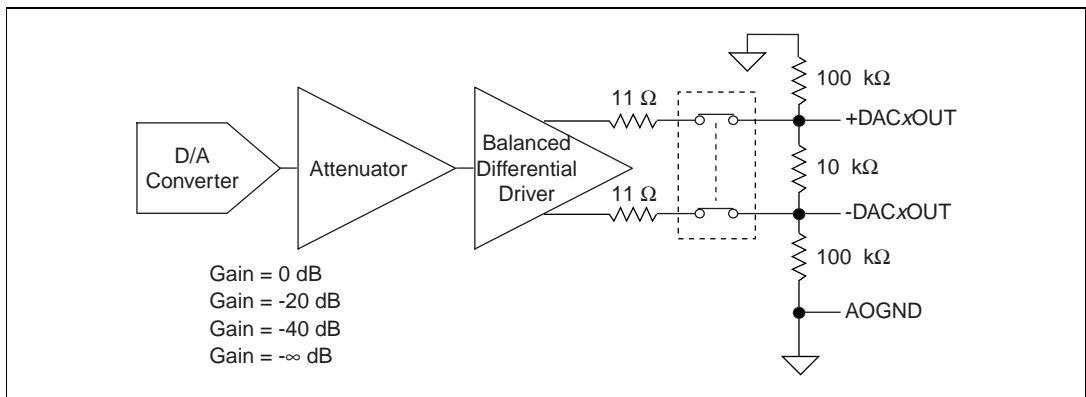 100 kΩ
11 Ω
+DACxOUT
D/A
Converter
Attenuator
Balanced
Differential
Driver
10 kΩ
11 Ω
-DACxOUT
100 kΩ
Gain = 0 dB
Gain = -20 dB
Gain = -40 dB
Gain = -∞ dB
AOGND